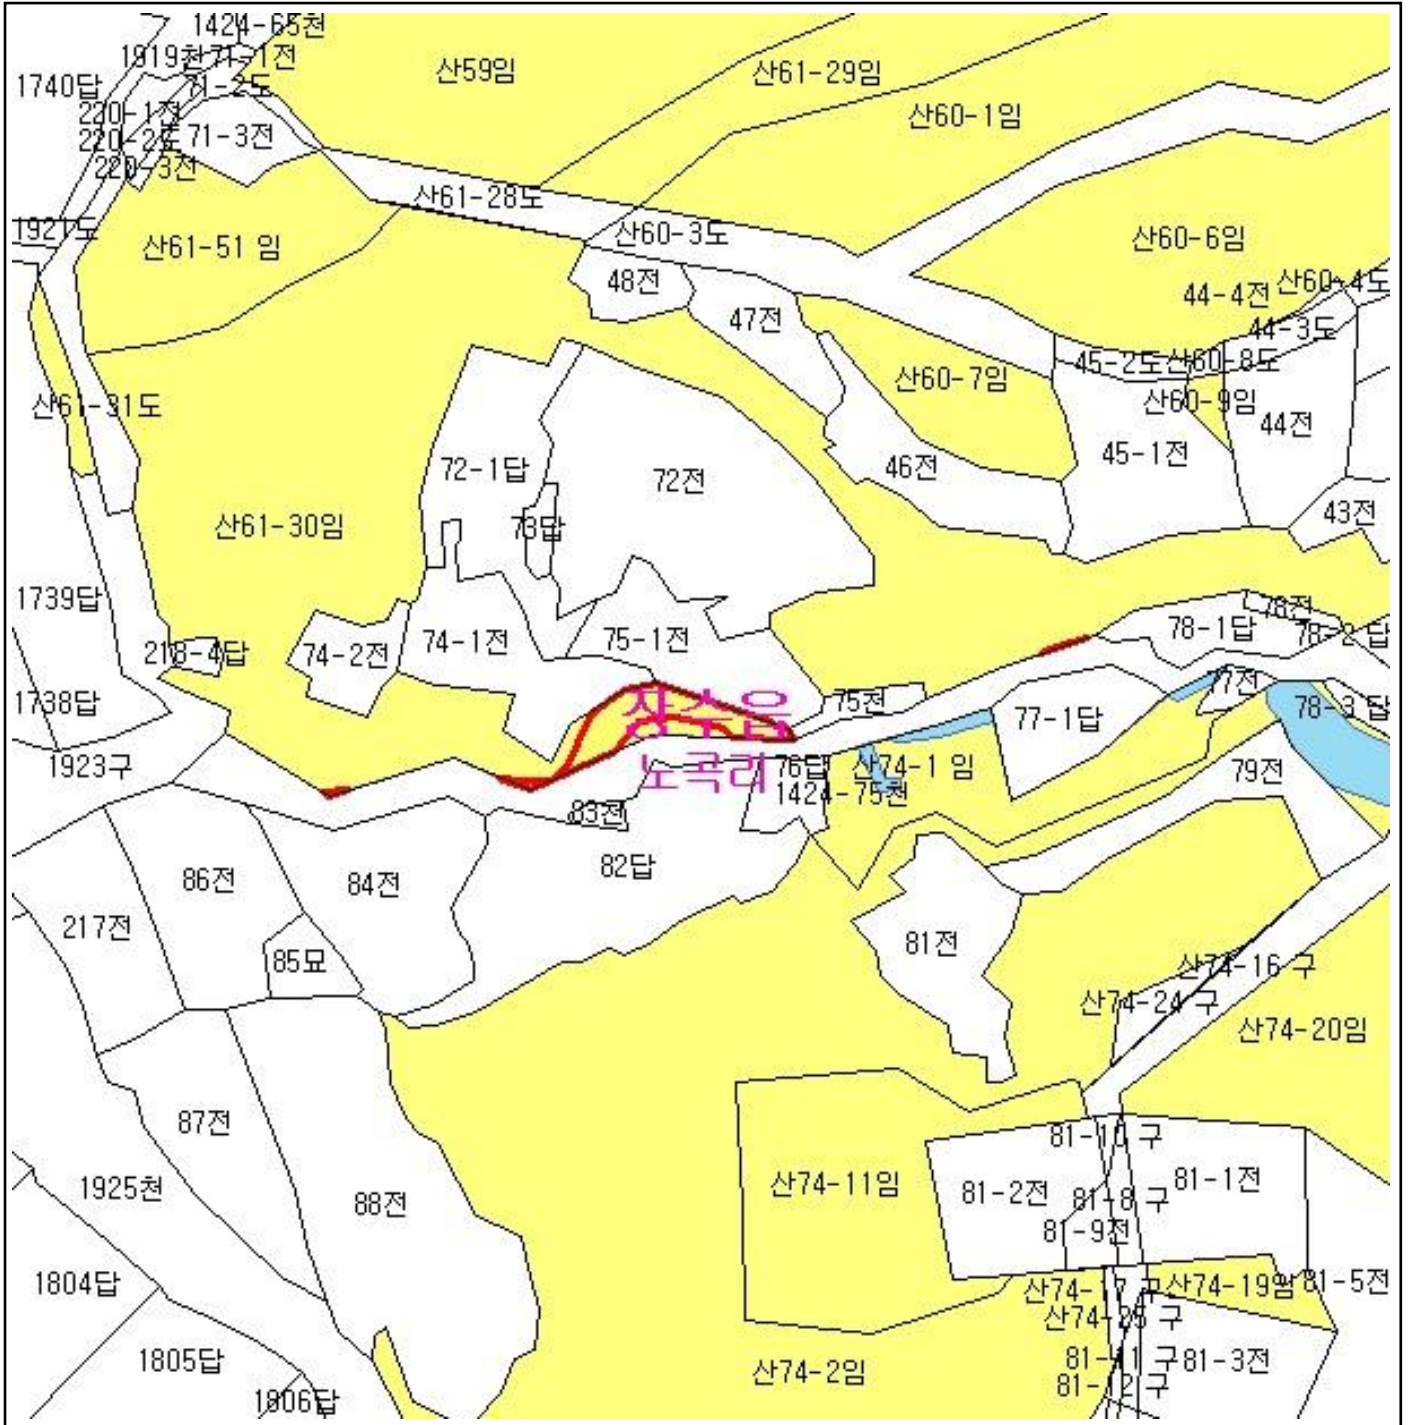 1424-65천
1919천
71-1전
산59임
산61-29임
1740답
71-2도
220-1전
산60-1임
220-2도
71-3전
220-3전
산61-28도
1921도
산60-3도
산61-51 임
산60-6임
48전
산60-4도
44-4전
47전
44-3도
45-2도
산60-8도
산60-7임
산61-31도
산60-9임
44전
72-1답
72전
46전
45-1전
산61-30임
73답
43전
1739답
78전
78-1답
78-2 답
218-4답
74-2전
74-1전
75-1전
77전
1738답
장수읍
75천
77-1답
78-3 답
1923구
노곡리
76답
산74-1 임
79전
1424-75천
83전
86전
84전
82답
217전
81전
85묘
산74-16 구
산74-24 구
산74-20임
87전
81-10 구
1925천
88전
산74-11임
81-2전
81-8 구
81-1전
81-9전
1804답
산74-17 구
산74-19임
81-5전
산74-25 구
1805답
산74-2임
81-11 구
81-3전
81-12 구
1806답